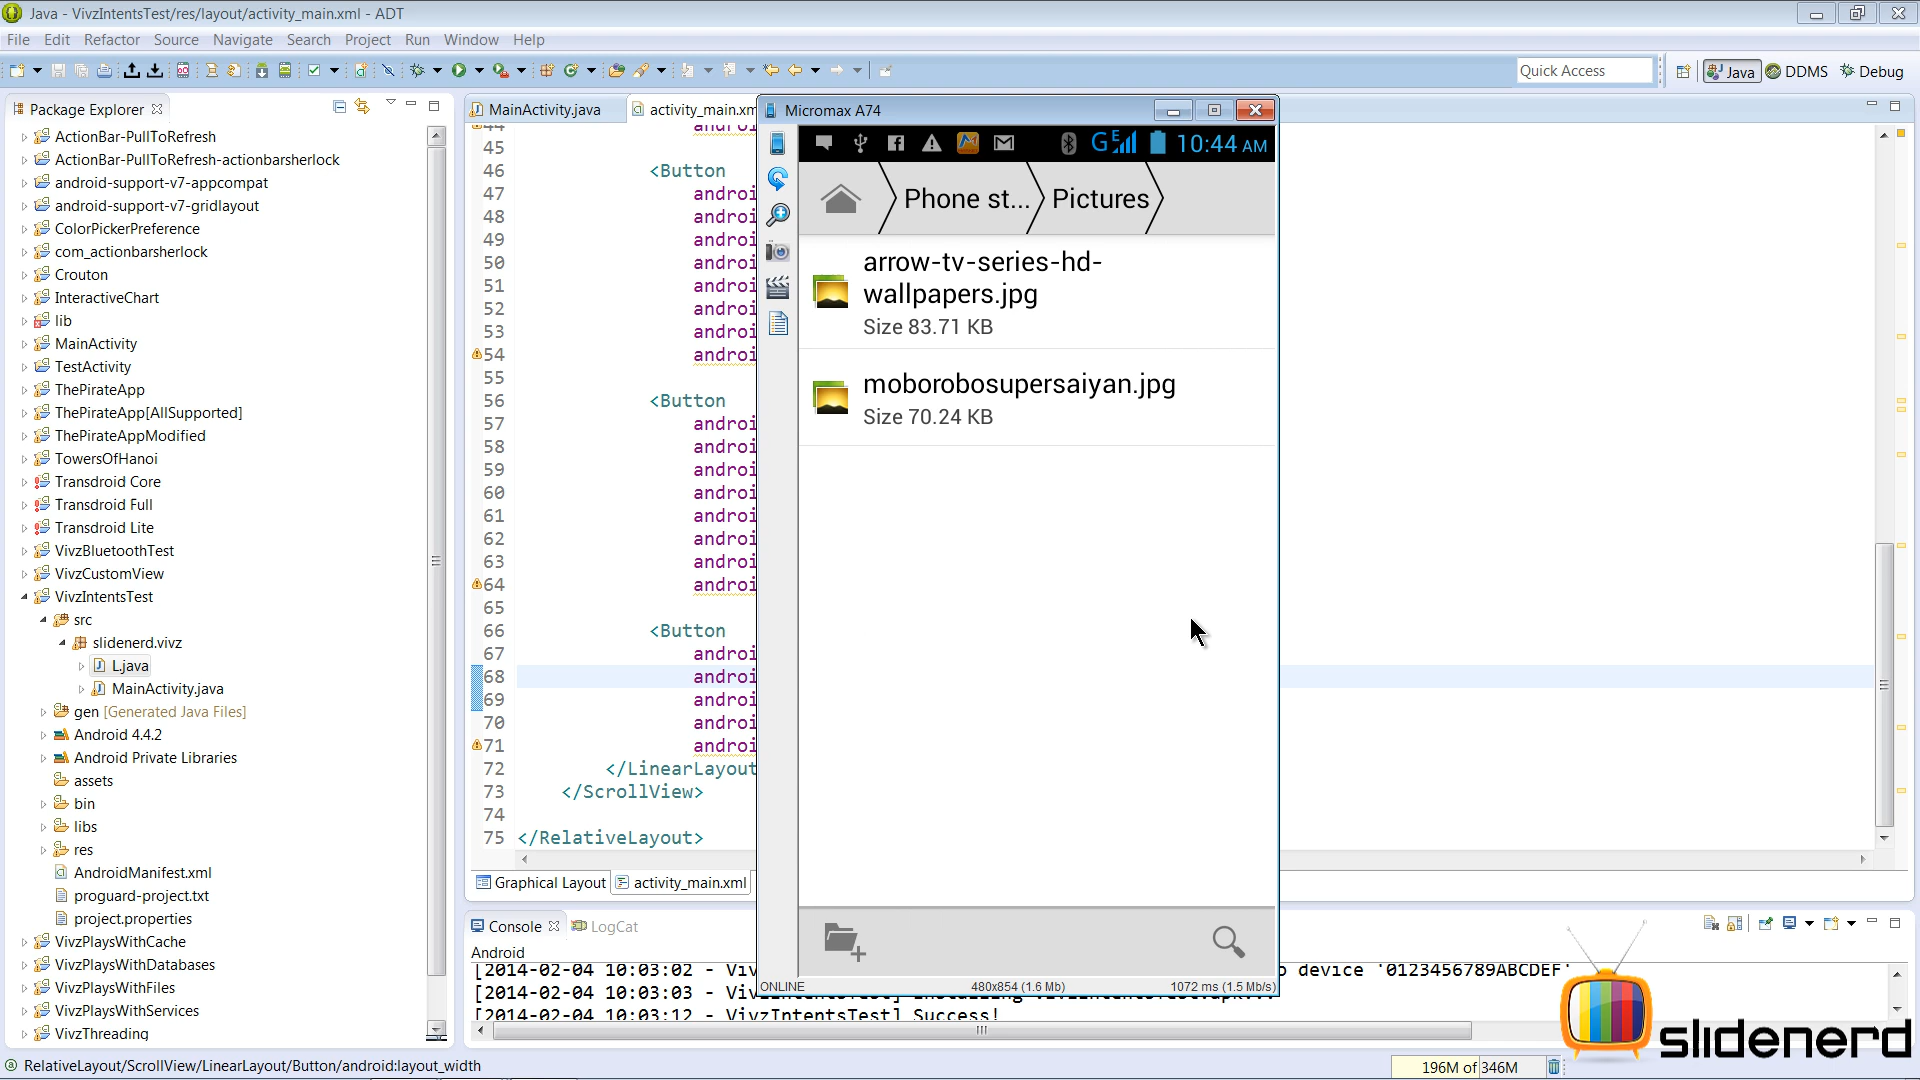 Java - VivzIntentsTest/res/layout/activity_main.xml - ADT
File Edit Refactor Source Navigate Search Project Run Window Help
Quick Access
Java
DDMS
Debug
Package Explorer
ActionBar-PullToRefresh
ActionBar-PullToRefresh-actionbarsherlock
android-support-v7-appcompat
android-support-v7-gridlayout
ColorPickerPreference
com_actionbarsherlock
Crouton
InteractiveChart
lib
MainActivity
TestActivity
ThePirateApp
ThePirateApp[AllSupported]
ThePirateAppModified
TowersOfHanoi
Transdroid Core
Transdroid Full
Transdroid Lite
VivzBluetoothTest
VivzCustomView
VivzIntentsTest
src
slidenerd.vivz
L.java
MainActivity.java
gen [Generated Java Files]
Android 4.4.2
Android Private Libraries
assets
bin
libs
res
AndroidManifest.xml
proguard-project.txt
project.properties
VivzPlaysWithCache
VivzPlaysWithDatabases
VivzPlaysWithFiles
VivzPlaysWithServices
VivzThreading
MainActivity.java
activity_main.xm
44 androi
45
46 <Button
47 androi
48 androi
49 androi
50 androi
51 androi
52 androi
53 androi
54 androi
55
56 <Button
57 androi
58 androi
59 androi
60 androi
61 androi
62 androi
63 androi
64 androi
65
66 <Button
67 androi
68 androi
69 androi
70 androi
71 androi
72 </LinearLayout
73 </ScrollView>
74
75 </RelativeLayout>
Graphical Layout
activity_main.xml
Micromax A74
G E 10:44 AM
Phone st... Pictures
arrow-tv-series-hd-
wallpapers.jpg
Size 83.71 KB
moborobosupersaiyan.jpg
Size 70.24 KB
ONLINE 480x854 (1.6 Mb) 1072 ms (1.5 Mb/s)
Console
LogCat
Android
[2014-02-04 10:03:02 - Viv o device '0123456789ABCDEF'
[2014-02-04 10:03:03 - Viv
[2014-02-04 10:03:12 - VivzIntentsTest] Success!
RelativeLayout/ScrollView/LinearLayout/Button/android:layout_width
196M of 346M
slidenerd